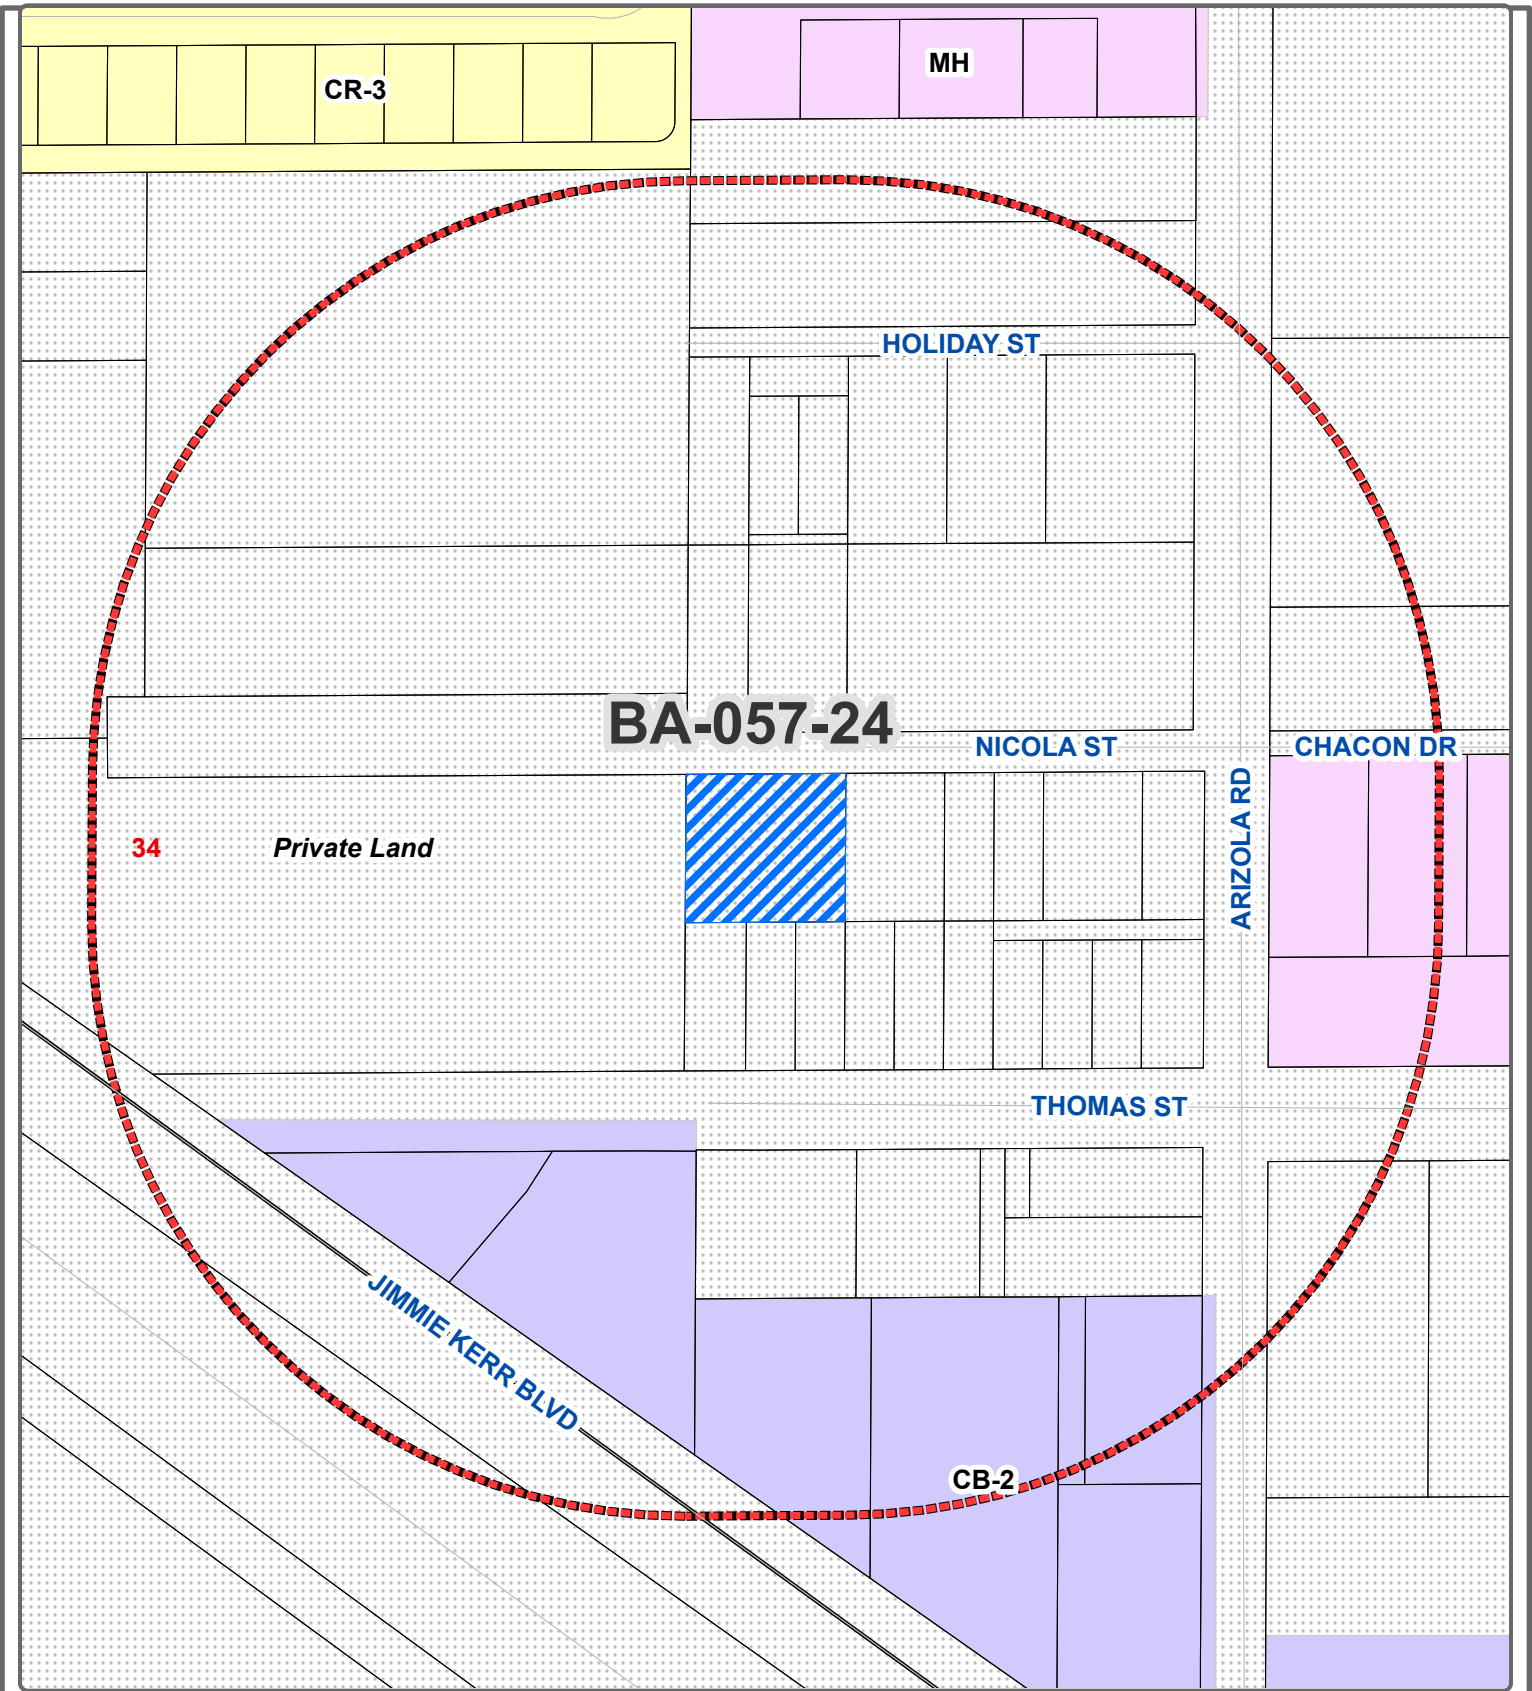 MH
CR-3
HOLIDAY ST
BA-057-24
NICOLA ST
CHACON DR
ARIZOLA RD
34
Private Land
THOMAS ST
JIMMIE KERR BLVD
CB-2